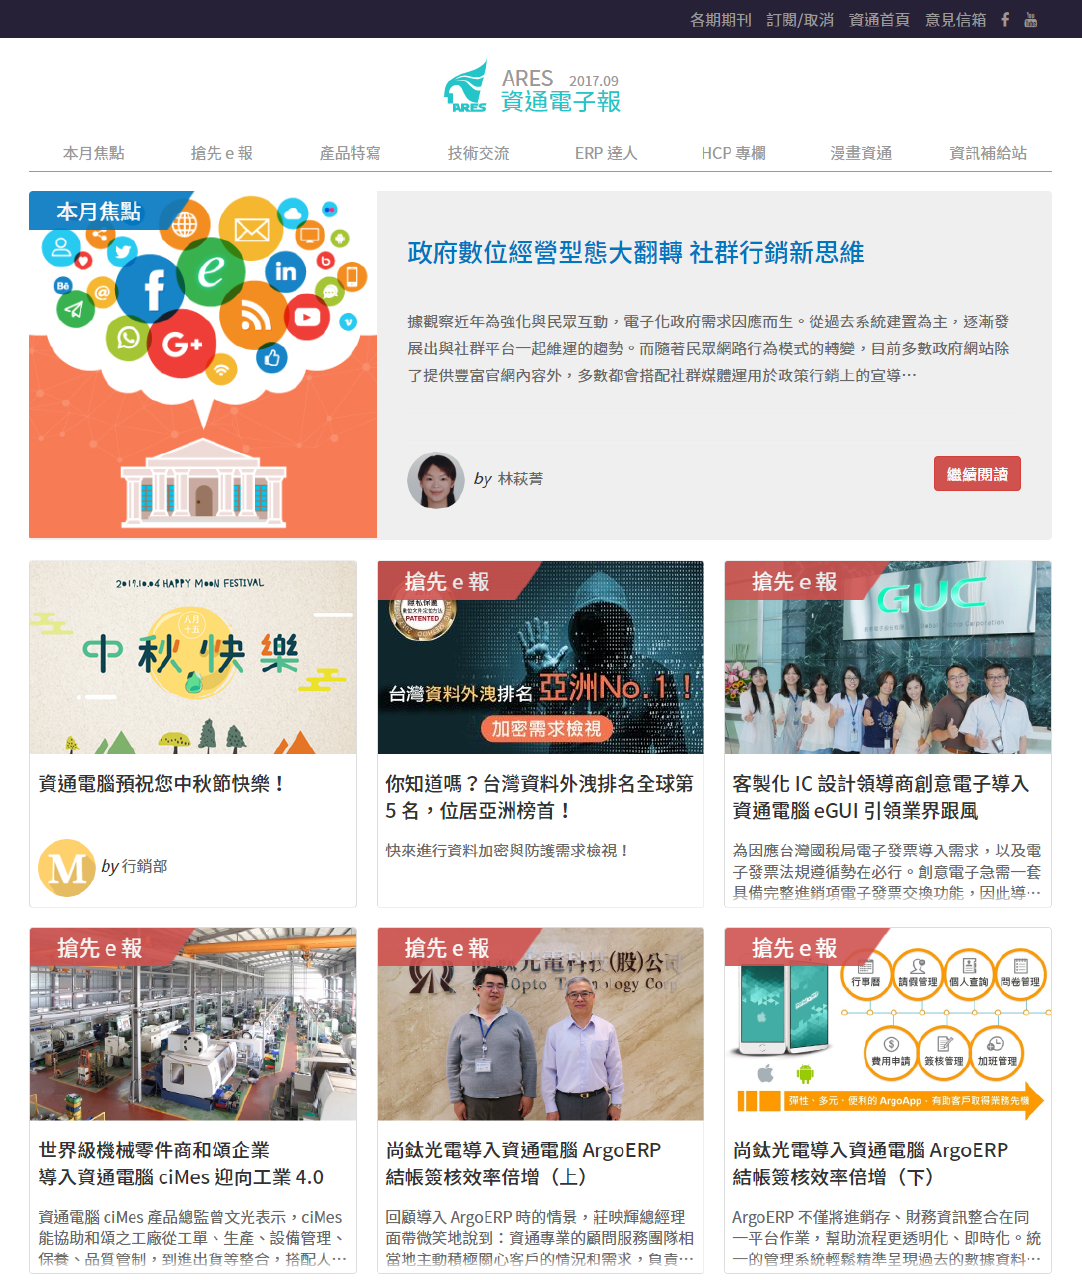 各期期刊 訂閱/取消 資通首頁 意見信箱
ARES
ARES 2017.09
資通電子報
本月焦點 搶先 e 報 產品特寫 技術交流 ERP 達人 HCP 專欄 漫畫資通 資訊補給站
本月焦點
政府數位經營型態大翻轉 社群行銷新思維
據觀察近年為強化與民眾互動，電子化政府需求因應而生。從過去系統建置為主，逐漸發
展出與社群平台一起維運的趨勢。而隨著民眾網路行為模式的轉變，目前多數政府網站除
了提供豐富官網內容外，多數都會搭配社群媒體運用於政策行銷上的宣導…
by 林萩菁
繼續閱讀
2017.10.04 HAPPY MOON FESTIVAL
八月
十五
中秋快樂
資通電腦預祝您中秋節快樂！
M
by 行銷部
搶先 e 報
PATENTED
台灣資料外洩排名 亞洲No.1！
加密需求檢視
你知道嗎？台灣資料外洩排名全球第
5 名，位居亞洲榜首！
快來進行資料加密與防護需求檢視！
搶先 e 報
GUC
客製化 IC 設計領導商創意電子導入
資通電腦 eGUI 引領業界跟風
為因應台灣國稅局電子發票導入需求，以及電
子發票法規遵循勢在必行。創意電子急需一套
具備完整進銷項電子發票交換功能，因此導…
搶先 e 報
世界級機械零件商和頌企業
導入資通電腦 ciMes 迎向工業 4.0
資通電腦 ciMes 產品總監曾文光表示，ciMes
能協助和頌之工廠從工單、生產、設備管理、
保養、品質管制，到進出貨等整合，搭配人…
搶先 e 報
光電科技(股)公司
Opto Technology Corp
尚鈦光電導入資通電腦 ArgoERP
結帳簽核效率倍增（上）
回顧導入 ArgoERP 時的情景，莊映輝總經理
面帶微笑地說到：資通專業的顧問服務團隊相
當地主動積極關心客戶的情況和需求，負責…
搶先 e 報
行事曆 請假管理 個人查詢 問卷管理
費用申請 簽核管理 加班管理
彈性、多元、便利的 ArgoApp，有助客戶取得業務先機
尚鈦光電導入資通電腦 ArgoERP
結帳簽核效率倍增（下）
ArgoERP 不僅將進銷存、財務資訊整合在同
一平台作業，幫助流程更透明化、即時化。統
一的管理系統輕鬆精準呈現過去的數據資料…